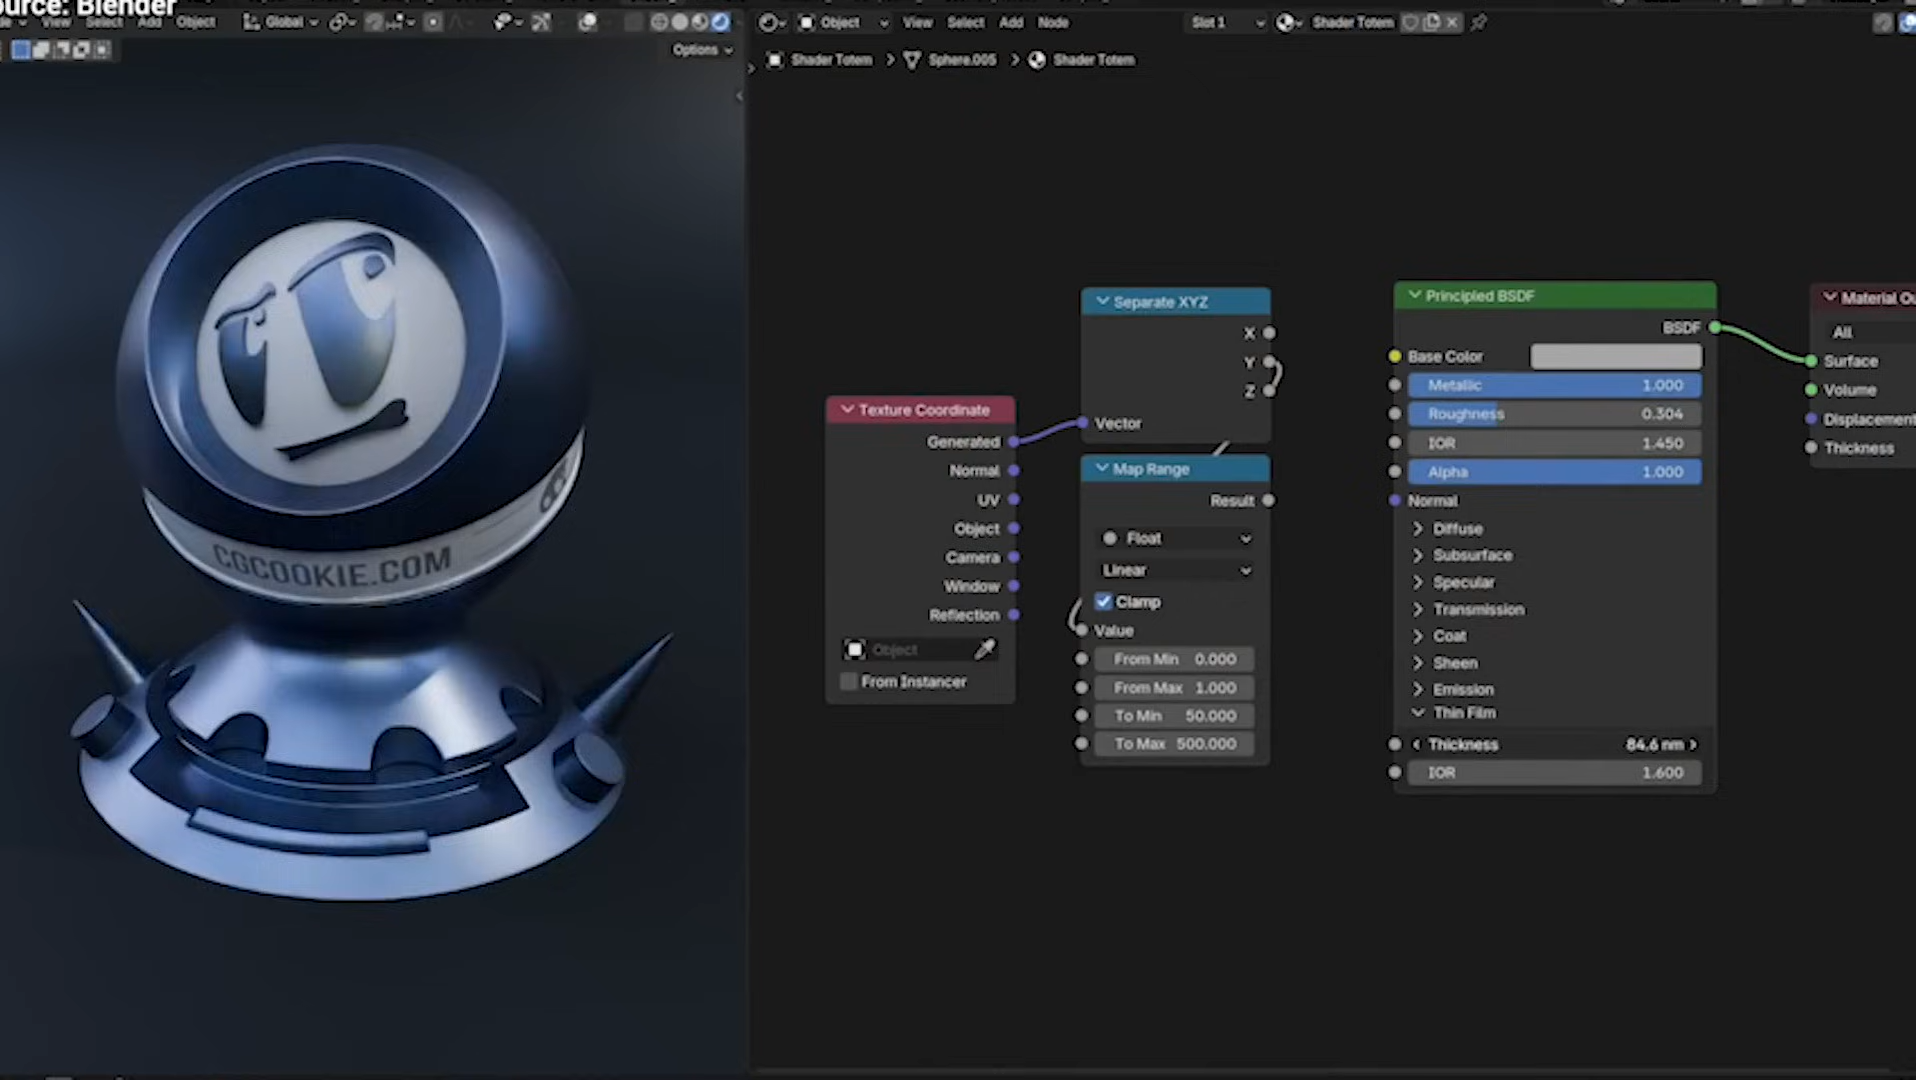 ource: Blender
View Select Add Object Global
Options
Object View Select Add Node Slot 1 Shader Totem
Shader Totem Sphere.005 Shader Totem
CGCOOKIE.COM
Texture Coordinate
Generated
Normal
UV
Object
Camera
Window
Reflection
Object
From Instancer
Separate XYZ
X
Y
Z
Vector
Map Range
Result
Float
Linear
Clamp
Value
From Min 0.000
From Max 1.000
To Min 50.000
To Max 500.000
Principled BSDF
BSDF
Base Color
Metallic 1.000
Roughness 0.304
IOR 1.450
Alpha 1.000
Normal
Diffuse
Subsurface
Specular
Transmission
Coat
Sheen
Emission
Thin Film
Thickness 84.6 nm
IOR 1.600
Material Ou
All
Surface
Volume
Displacement
Thickness